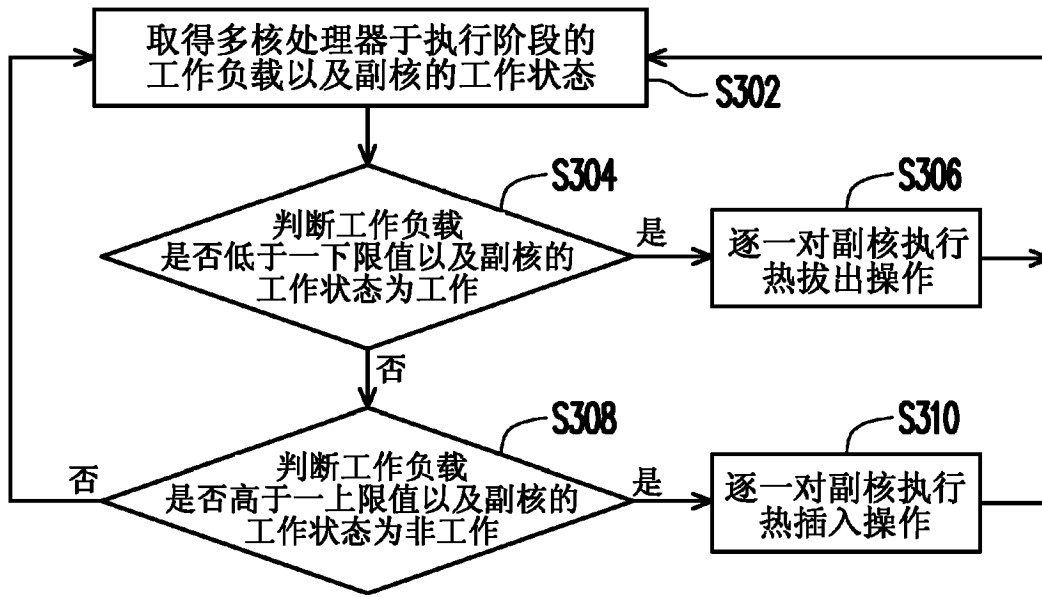 取得多核处理器于执行阶段的
工作负载以及副核的工作状态
S302
S304
判断工作负载
是否低于一下限值以及副核的
工作状态为工作
是
S306
逐一对副核执行
热拔出操作
否
S308
判断工作负载
是否高于一上限值以及副核的
工作状态为非工作
否
是
S310
逐一对副核执行
热插入操作